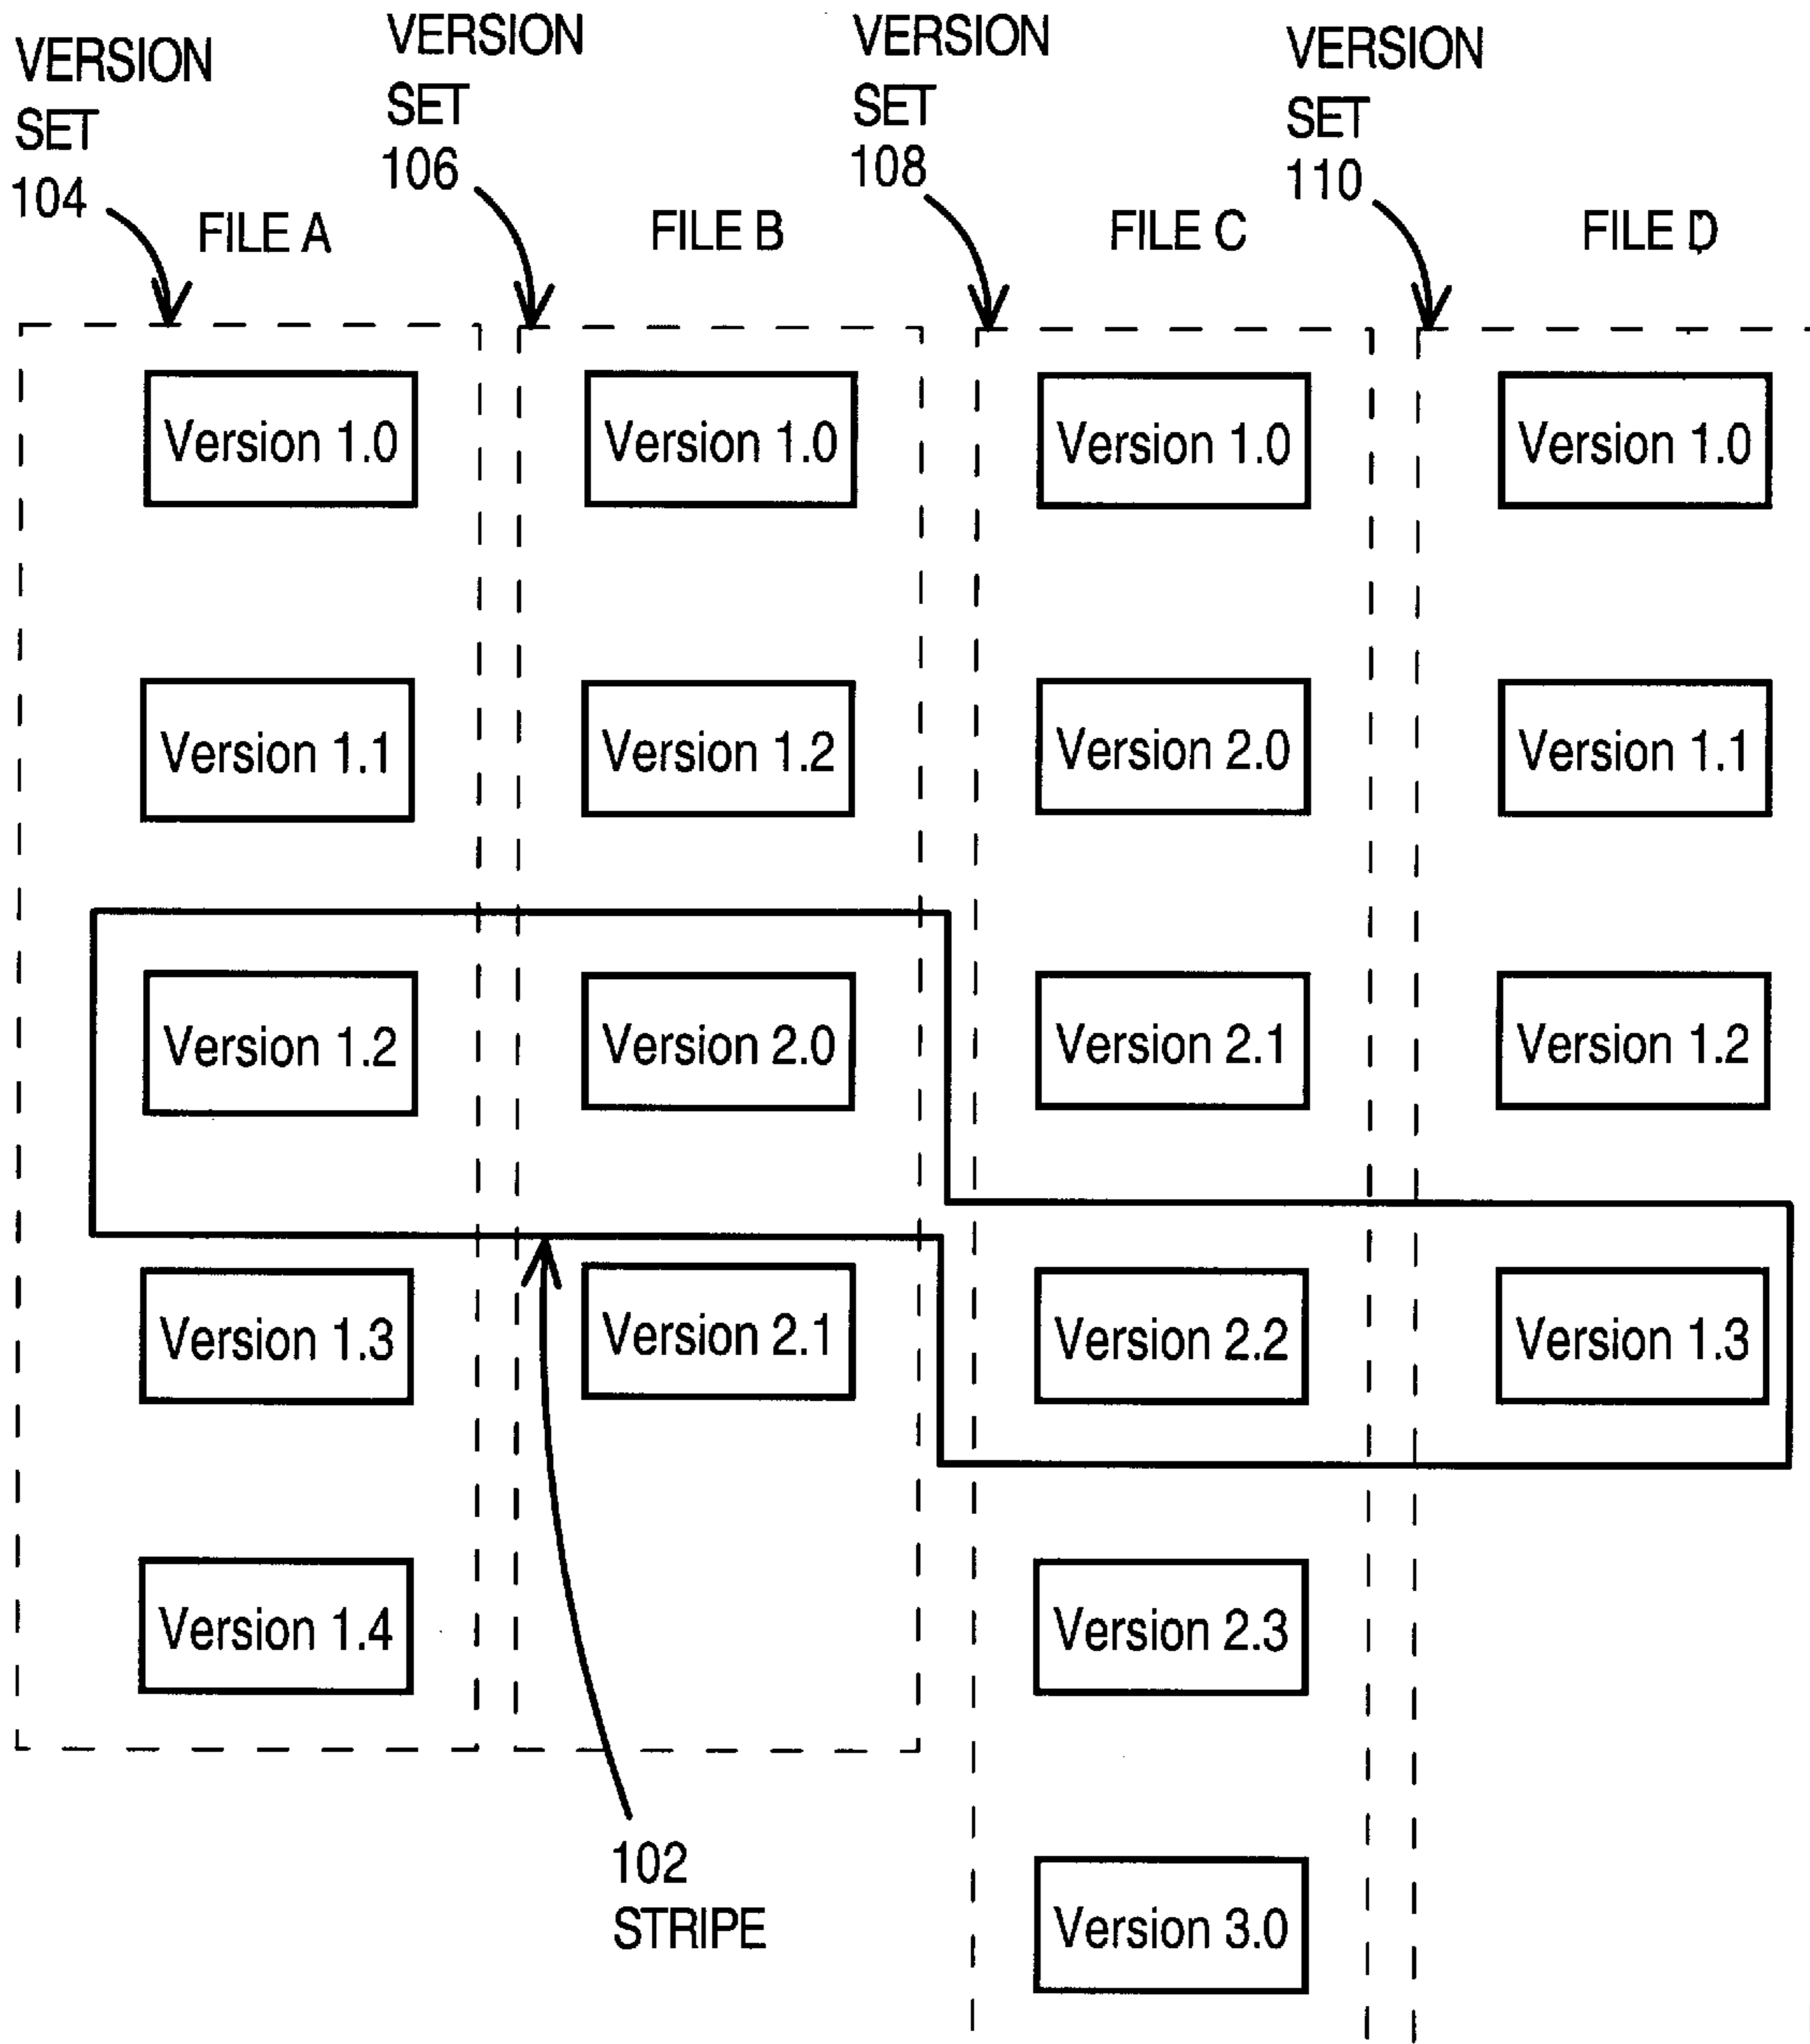 VERSION
SET
104
VERSION
SET
106
VERSION
SET
108
VERSION
SET
110
FILE A
FILE B
FILE C
FILE D
Version 1.0
Version 1.0
Version 1.0
Version 1.0
Version 1.1
Version 1.2
Version 2.0
Version 1.1
Version 1.2
Version 2.0
Version 2.1
Version 1.2
Version 1.3
Version 2.1
Version 2.2
Version 1.3
Version 1.4
Version 2.3
102
STRIPE
Version 3.0